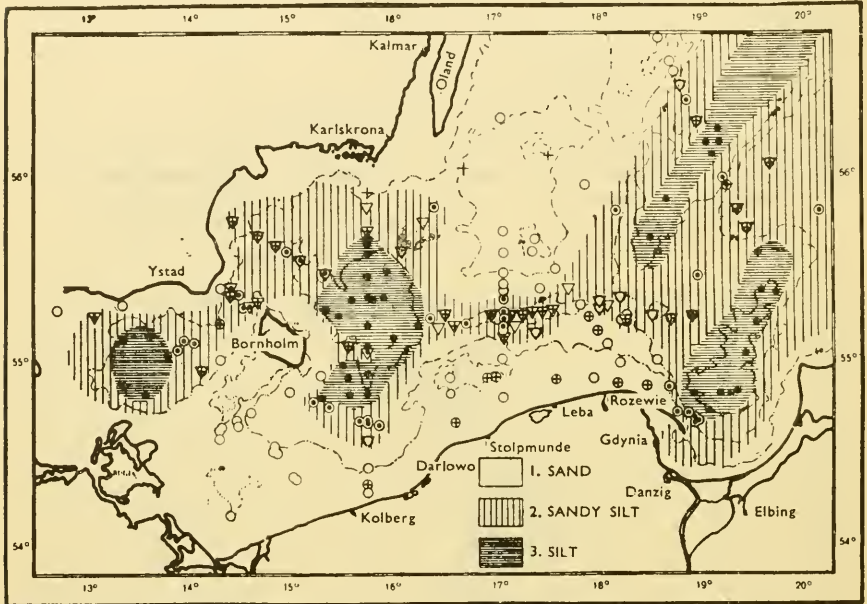 13° 14° 15° 16° 17° 18° 19° 20°
Kalmar
Öland
Karlskrona
56° 56°
Ystad
Bornholm
55° 55°
Leba
Rozewie
Gdynia
Stolpmunde
Darlowo
1. SAND
Danzig
Elbing
Kolberg
2. SANDY SILT
3. SILT
54° 54°
13° 14° 15° 16° 17° 18° 19° 20°